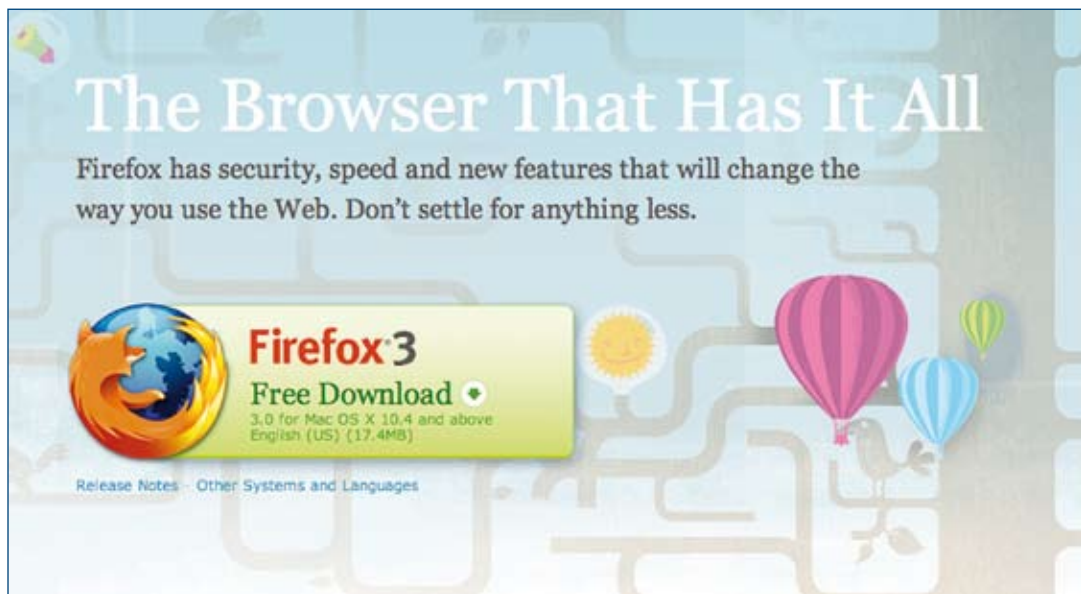 The Browser That Has It All
Firefox has security, speed and new features that will change the
way you use the Web. Don't settle for anything less.
Firefox 3
Free Download
3.0 for Mac OS X 10.4 and above
English (US) (17.4MB)
Release Notes - Other Systems and Languages